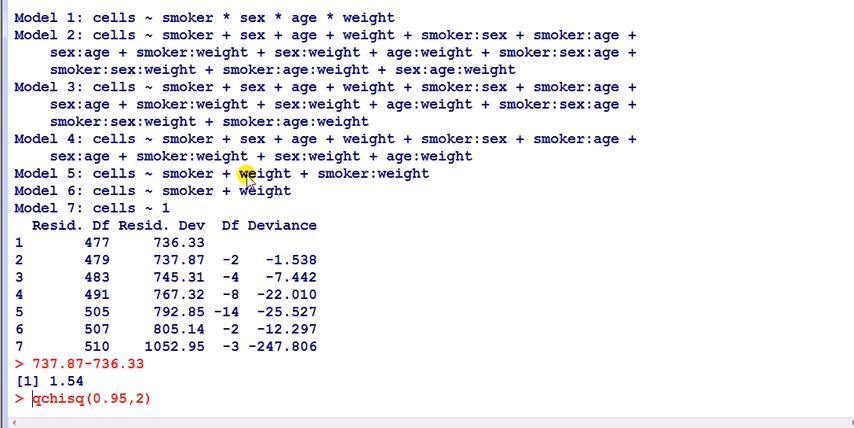 Model 1: cells ~ smoker * sex * age * weight
Model 2: cells ~ smoker + sex + age + weight + smoker:sex + smoker:age +
sex:age + smoker:weight + sex:weight + age:weight + smoker:sex:age +
smoker:sex:weight + smoker:age:weight + sex:age:weight
Model 3: cells ~ smoker + sex + age + weight + smoker:sex + smoker:age +
sex:age + smoker:weight + sex:weight + age:weight + smoker:sex:age +
smoker:sex:weight + smoker:age:weight
Model 4: cells ~ smoker + sex + age + weight + smoker:sex + smoker:age +
sex:age + smoker:weight + sex:weight + age:weight
Model 5: cells ~ smoker + weight + smoker:weight
Model 6: cells ~ smoker + weight
Model 7: cells ~ 1
Resid. Df Resid. Dev Df Deviance
1 477 736.33
2 479 737.87 -2 -1.538
3 483 745.31 -4 -7.442
4 491 767.32 -8 -22.010
5 505 792.85 -14 -25.527
6 507 805.14 -2 -12.297
7 510 1052.95 -3 -247.806
> 737.87-736.33
[1] 1.54
> qchisq(0.95,2)